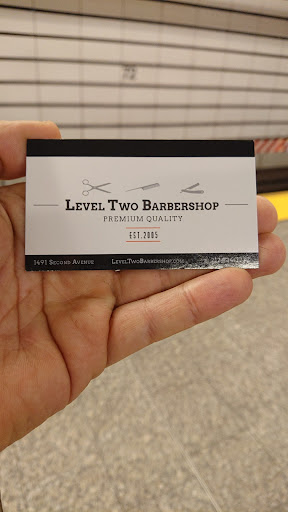 72
Level Two Barbershop
PREMIUM QUALITY
EST.2005
1491 Second Avenue LevelTwoBarbershop.com